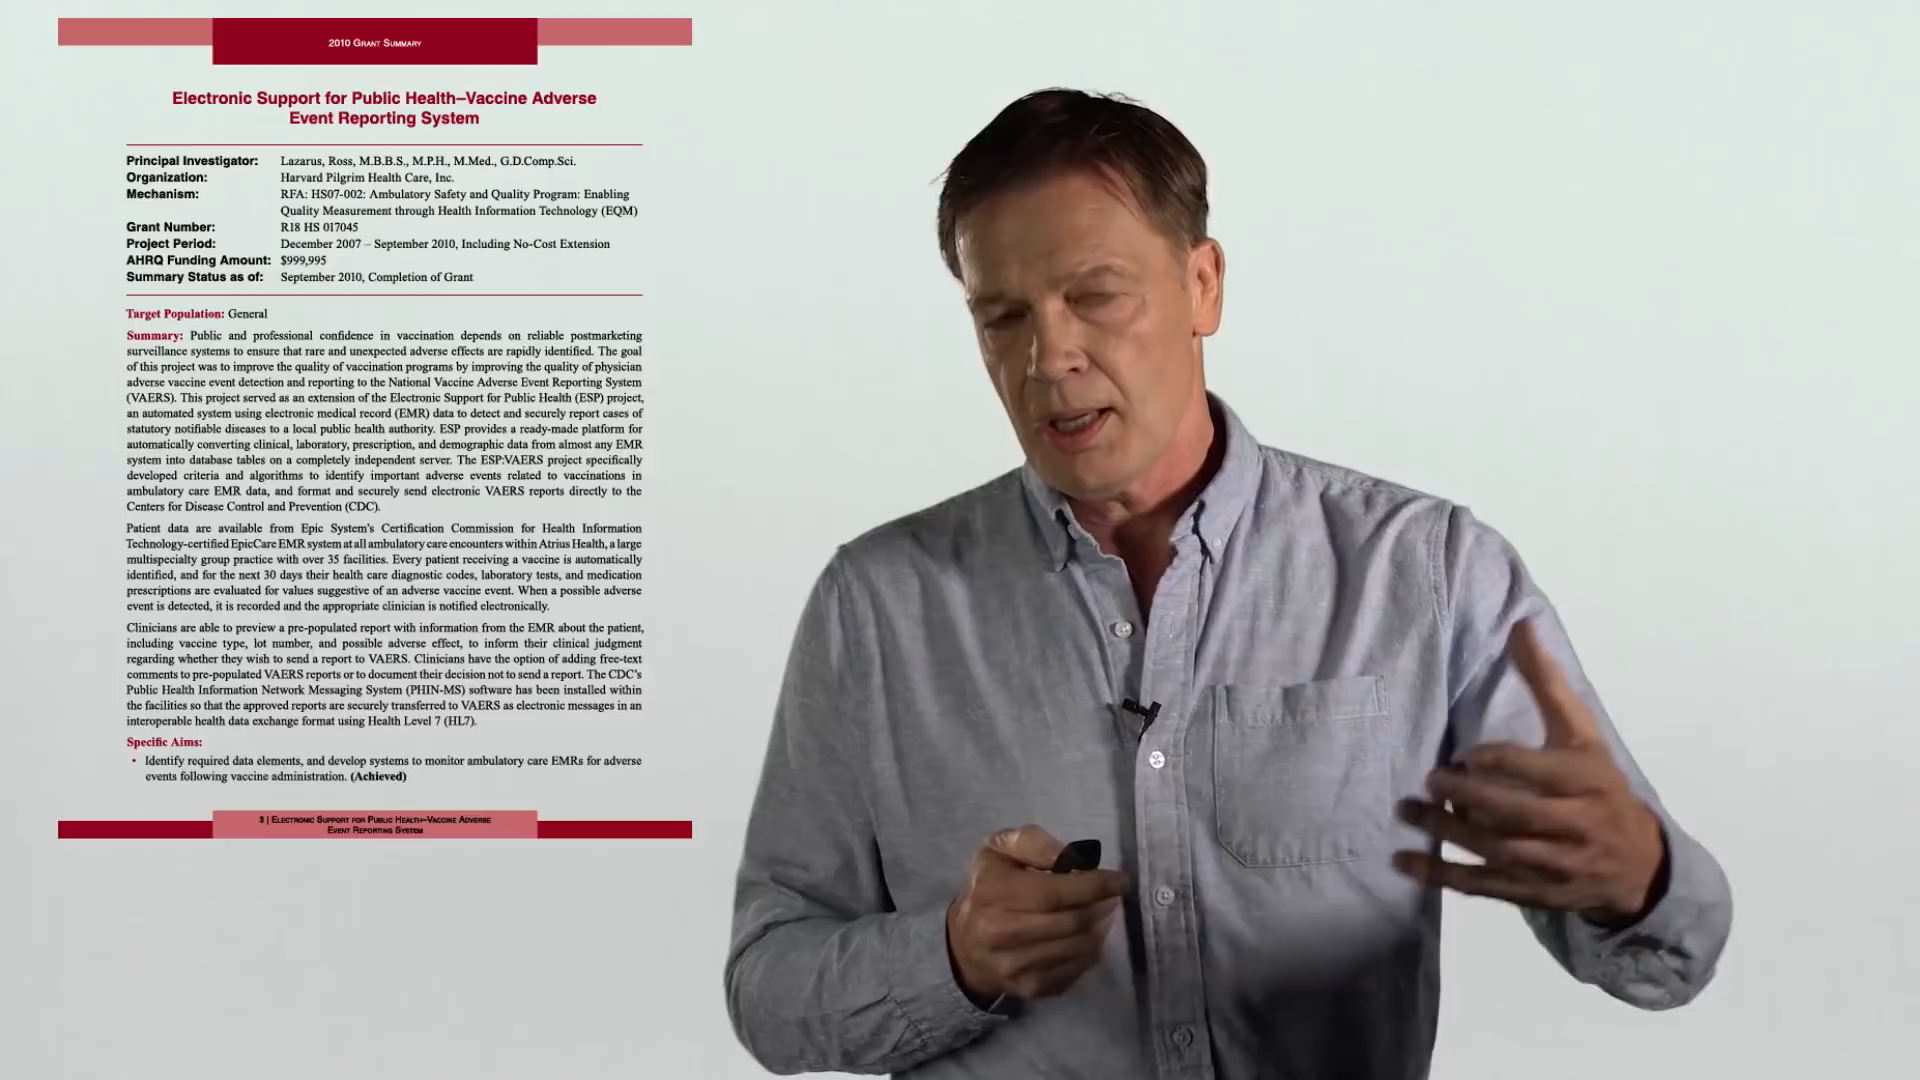 2010 Grant Summary
Electronic Support for Public Health–Vaccine Adverse
Event Reporting System
Principal Investigator: Lazarus, Ross, M.B.B.S., M.P.H., M.Med., G.D.Comp.Sci.
Organization: Harvard Pilgrim Health Care, Inc.
Mechanism: RFA: HS07-002: Ambulatory Safety and Quality Program: Enabling
Quality Measurement through Health Information Technology (EQM)
Grant Number: R18 HS 017045
Project Period: December 2007 – September 2010, Including No-Cost Extension
AHRQ Funding Amount: $999,995
Summary Status as of: September 2010, Completion of Grant
Target Population: General
Summary: Public and professional confidence in vaccination depends on reliable postmarketing
surveillance systems to ensure that rare and unexpected adverse effects are rapidly identified. The goal
of this project was to improve the quality of vaccination programs by improving the quality of physician
adverse vaccine event detection and reporting to the National Vaccine Adverse Event Reporting System
(VAERS). This project served as an extension of the Electronic Support for Public Health (ESP) project,
an automated system using electronic medical record (EMR) data to detect and securely report cases of
statutory notifiable diseases to a local public health authority. ESP provides a ready-made platform for
automatically converting clinical, laboratory, prescription, and demographic data from almost any EMR
system into database tables on a completely independent server. The ESP:VAERS project specifically
developed criteria and algorithms to identify important adverse events related to vaccinations in
ambulatory care EMR data, and format and securely send electronic VAERS reports directly to the
Centers for Disease Control and Prevention (CDC).
Patient data are available from Epic System's Certification Commission for Health Information
Technology-certified EpicCare EMR system at all ambulatory care encounters within Atrius Health, a large
multispecialty group practice with over 35 facilities. Every patient receiving a vaccine is automatically
identified, and for the next 30 days their health care diagnostic codes, laboratory tests, and medication
prescriptions are evaluated for values suggestive of an adverse vaccine event. When a possible adverse
event is detected, it is recorded and the appropriate clinician is notified electronically.
Clinicians are able to preview a pre-populated report with information from the EMR about the patient,
including vaccine type, lot number, and possible adverse effect, to inform their clinical judgment
regarding whether they wish to send a report to VAERS. Clinicians have the option of adding free-text
comments to pre-populated VAERS reports or to document their decision not to send a report. The CDC's
Public Health Information Network Messaging System (PHIN-MS) software has been installed within
the facilities so that the approved reports are securely transferred to VAERS as electronic messages in an
interoperable health data exchange format using Health Level 7 (HL7).
Specific Aims:
• Identify required data elements, and develop systems to monitor ambulatory care EMRs for adverse
events following vaccine administration. (Achieved)
3 | Electronic Support for Public Health–Vaccine Adverse
Event Reporting System